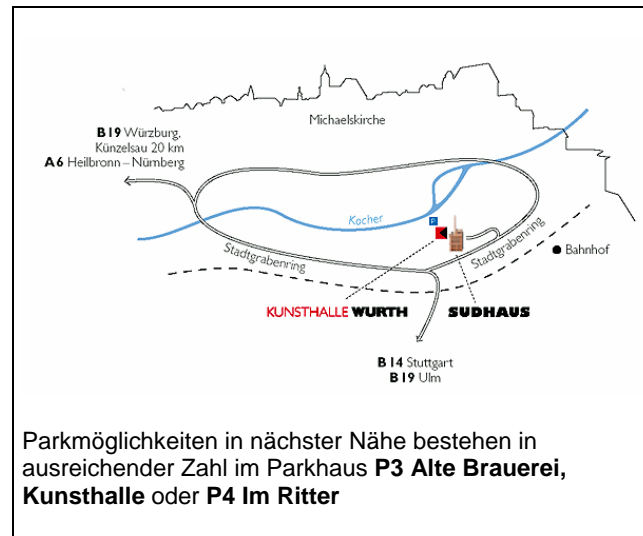 Michaelskirche
B19 Würzburg,
Künzelsau 20 km
A6 Heilbronn – Nürnberg
Kocher
P
Stadtgrabenring
Stadtgrabenring
Bahnhof
KUNSTHALLE WURTH
SUDHAUS
B14 Stuttgart
B19 Ulm
Parkmöglichkeiten in nächster Nähe bestehen in
ausreichender Zahl im Parkhaus P3 Alte Brauerei,
Kunsthalle oder P4 Im Ritter